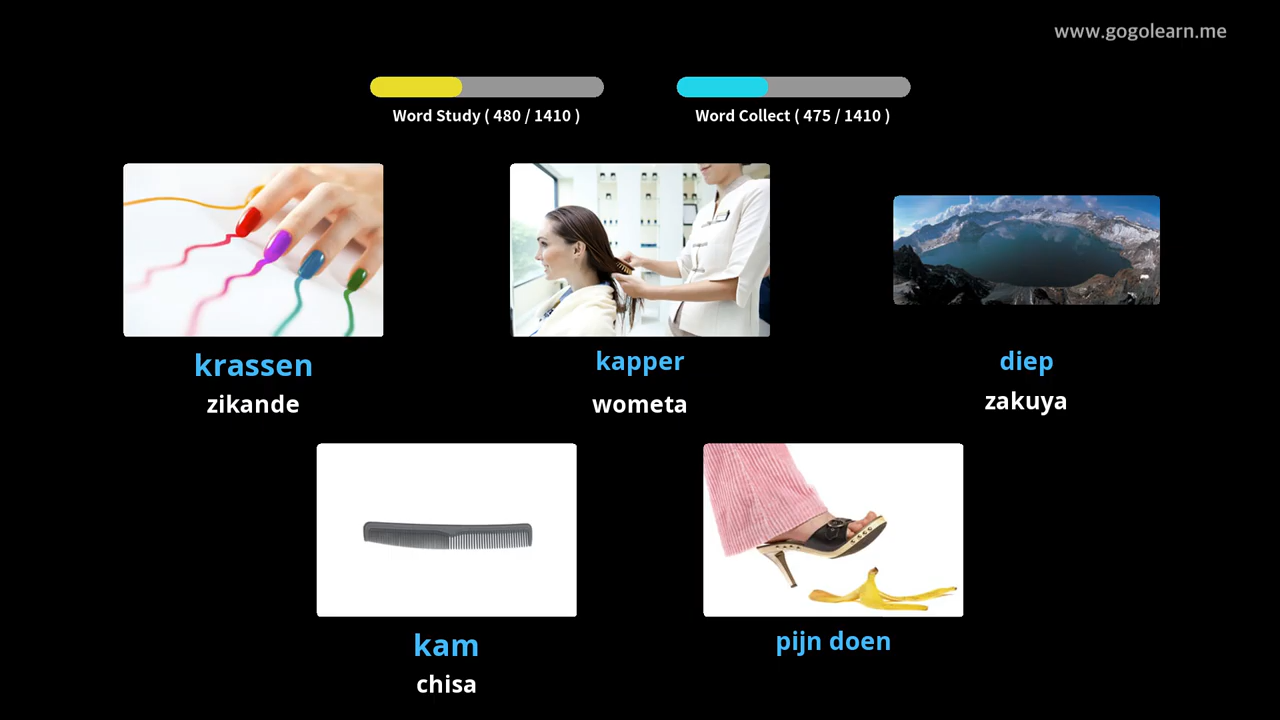 www.gogolearn.me
Word Study ( 480 / 1410 )
Word Collect ( 475 / 1410 )
krassen
zikande
kapper
wometa
diep
zakuya
kam
chisa
pijn doen